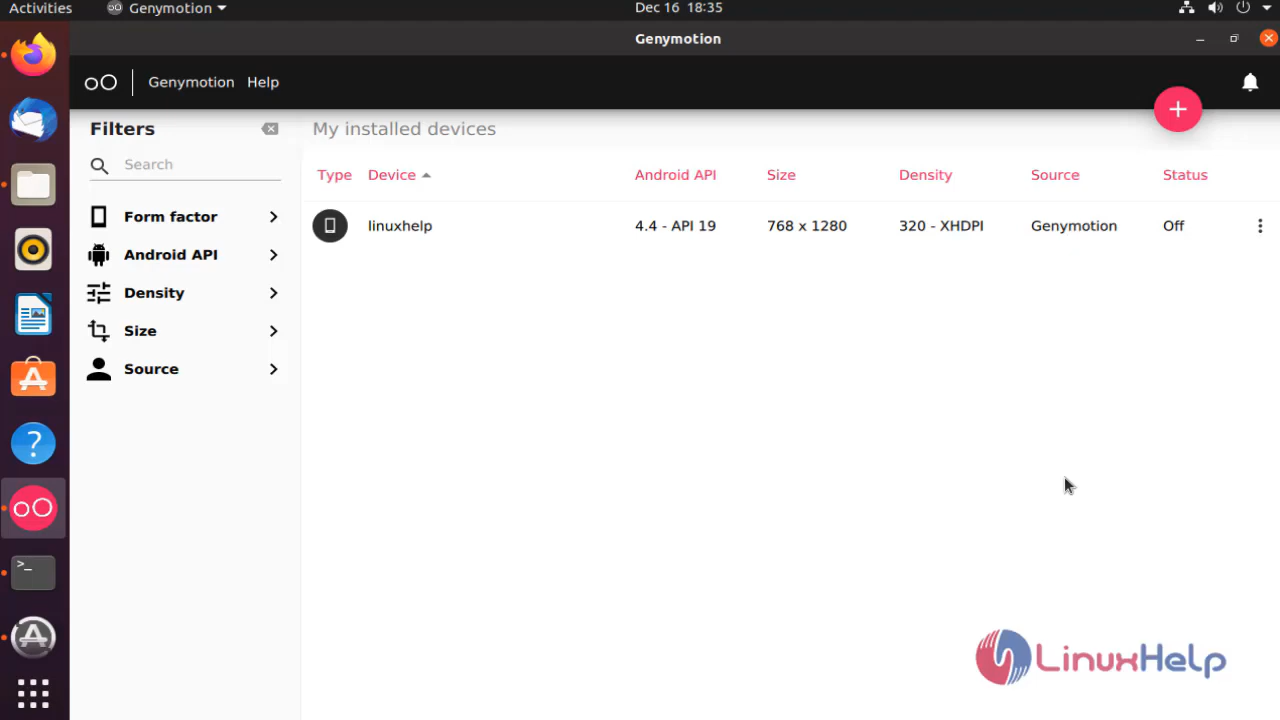 Activities Genymotion Dec 16 18:35
Genymotion
oO Genymotion Help
+
Filters My installed devices
Search
Type Device Android API Size Density Source Status
Form factor
linuxhelp 4.4 - API 19 768 x 1280 320 - XHDPI Genymotion Off
Android API
Density
Size
Source
?
oO
>_
LinuxHelp